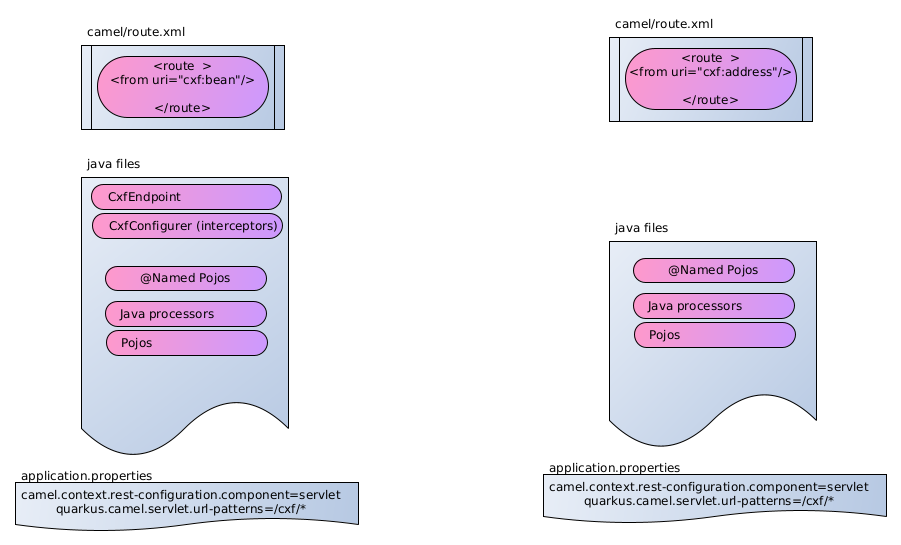 camel/route.xml
<route  >
<from uri="cxf:bean"/>
</route>
java files
CxfEndpoint
CxfConfigurer (interceptors)
@Named Pojos
Java processors
Pojos
application.properties
camel.context.rest-configuration.component=servlet
quarkus.camel.servlet.url-patterns=/cxf/*
camel/route.xml
<route  >
<from uri="cxf:address"/>
</route>
java files
@Named Pojos
Java processors
Pojos
application.properties
camel.context.rest-configuration.component=servlet
quarkus.camel.servlet.url-patterns=/cxf/*